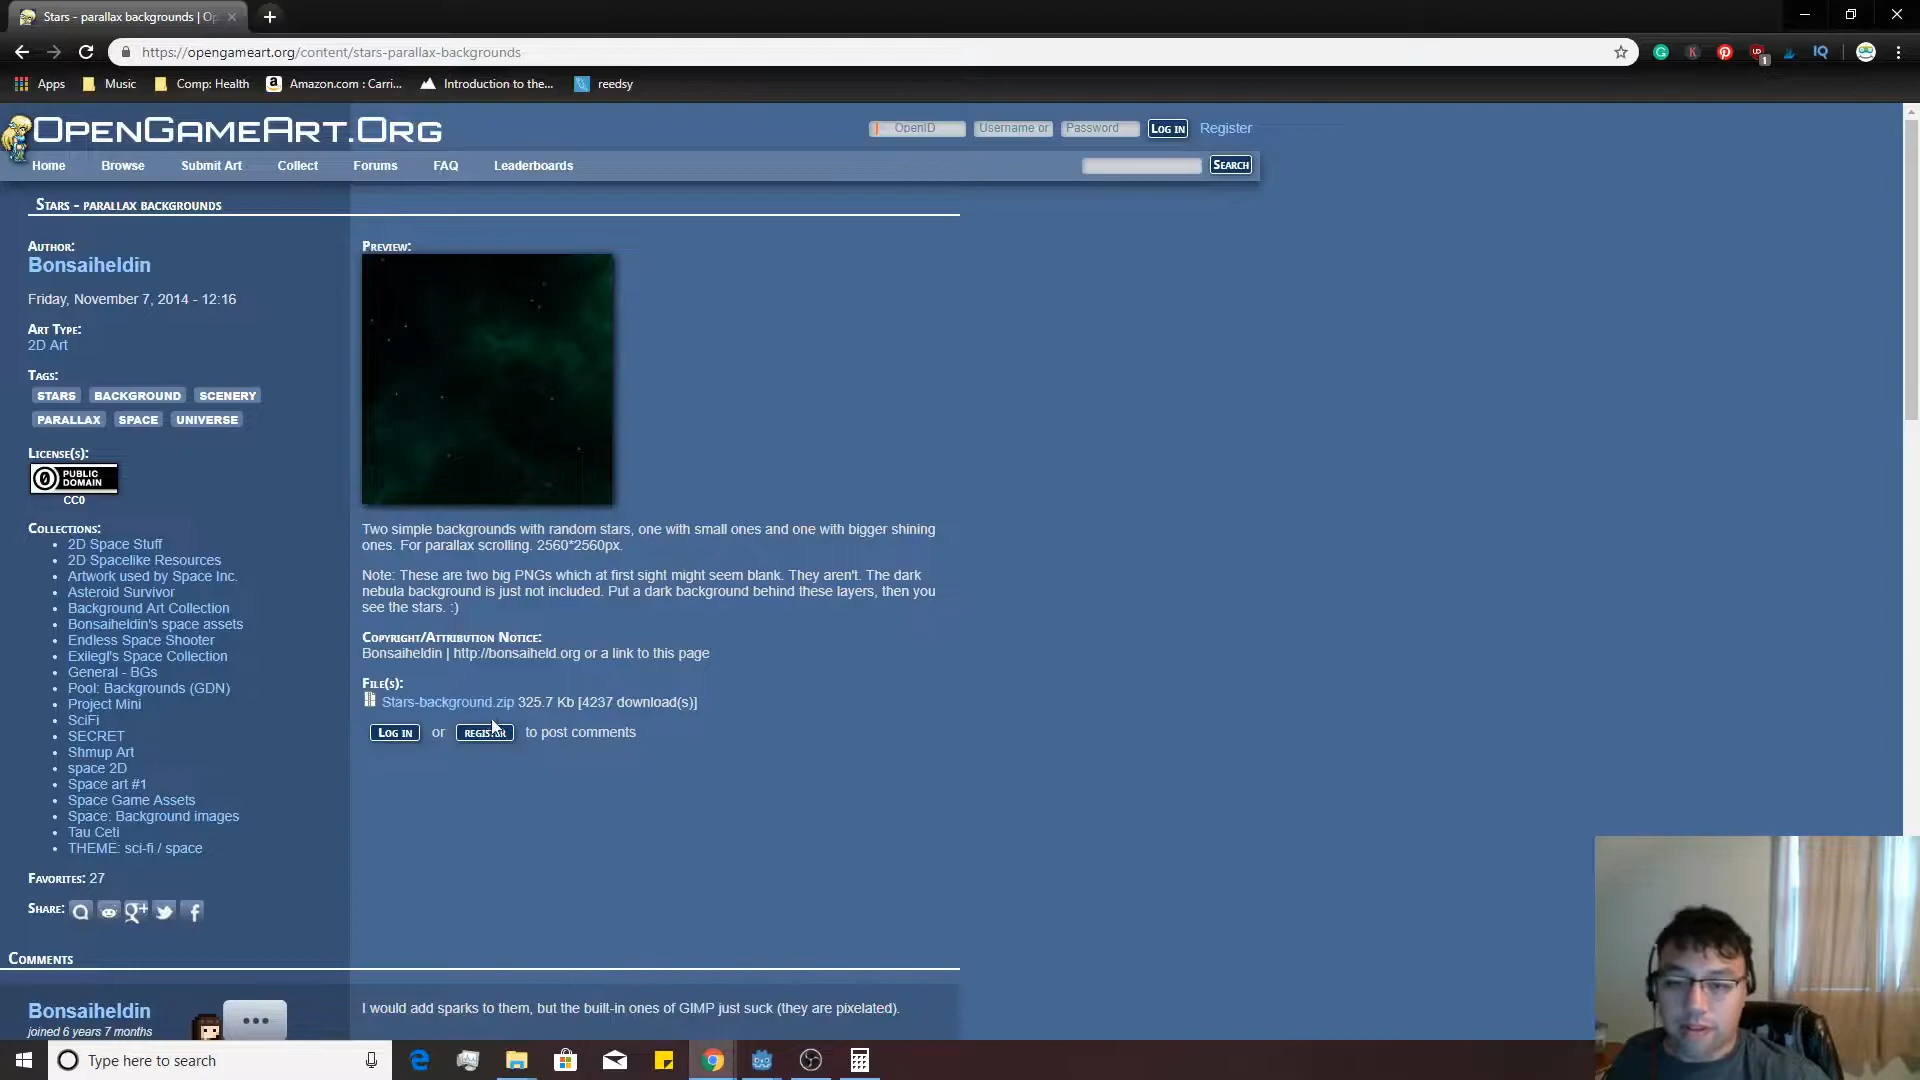 Stars - parallax backgrounds | Op
https://opengameart.org/content/stars-parallax-backgrounds
Apps
Music
Comp: Health
Amazon.com : Carri...
Introduction to the...
reedsy
OpenGameArt.Org
OpenID
Username or
Password
Log in
Register
Home
Browse
Submit Art
Collect
Forums
FAQ
Leaderboards
Search
Stars - parallax backgrounds
Author:
Bonsaiheldin
Friday, November 7, 2014 - 12:16
Art Type:
2D Art
Tags:
STARS BACKGROUND SCENERY
PARALLAX SPACE UNIVERSE
License(s):
PUBLIC
DOMAIN
CC0
Collections:
2D Space Stuff
2D Spacelike Resources
Artwork used by Space Inc.
Asteroid Survivor
Background Art Collection
Bonsaiheldin's space assets
Endless Space Shooter
Exilegl's Space Collection
General - BGs
Pool: Backgrounds (GDN)
Project Mini
SciFi
SECRET
Shmup Art
space 2D
Space art #1
Space Game Assets
Space: Background images
Tau Ceti
THEME: sci-fi / space
Favorites: 27
Share:
Preview:
Two simple backgrounds with random stars, one with small ones and one with bigger shining
ones. For parallax scrolling. 2560*2560px.
Note: These are two big PNGs which at first sight might seem blank. They aren't. The dark
nebula background is just not included. Put a dark background behind these layers, then you
see the stars. :)
Copyright/Attribution Notice:
Bonsaiheldin | http://bonsaiheld.org or a link to this page
File(s):
Stars-background.zip 325.7 Kb [4237 download(s)]
Log in or register to post comments
Comments
Bonsaiheldin
joined 6 years 7 months
I would add sparks to them, but the built-in ones of GIMP just suck (they are pixelated).
Type here to search